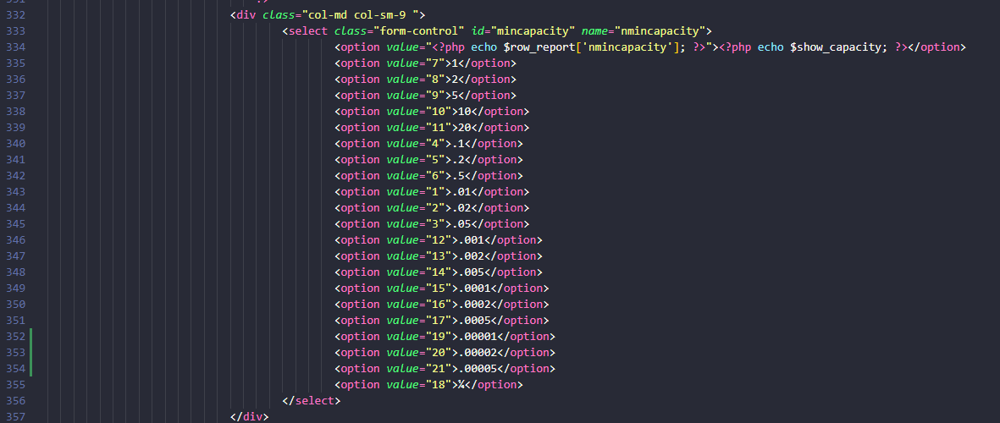 332 <div class="col-md col-sm-9 ">
333 <select class="form-control" id="mincapacity" name="nmincapacity">
334 <option value="<?php echo $row_report['nmincapacity']; ?>"><?php echo $show_capacity; ?></option>
335 <option value="7">1</option>
336 <option value="8">2</option>
337 <option value="9">5</option>
338 <option value="10">10</option>
339 <option value="11">20</option>
340 <option value="4">.1</option>
341 <option value="5">.2</option>
342 <option value="6">.5</option>
343 <option value="1">.01</option>
344 <option value="2">.02</option>
345 <option value="3">.05</option>
346 <option value="12">.001</option>
347 <option value="13">.002</option>
348 <option value="14">.005</option>
349 <option value="15">.0001</option>
350 <option value="16">.0002</option>
351 <option value="17">.0005</option>
352 <option value="19">.00001</option>
353 <option value="20">.00002</option>
354 <option value="21">.00005</option>
355 <option value="18">%</option>
356 </select>
357 </div>